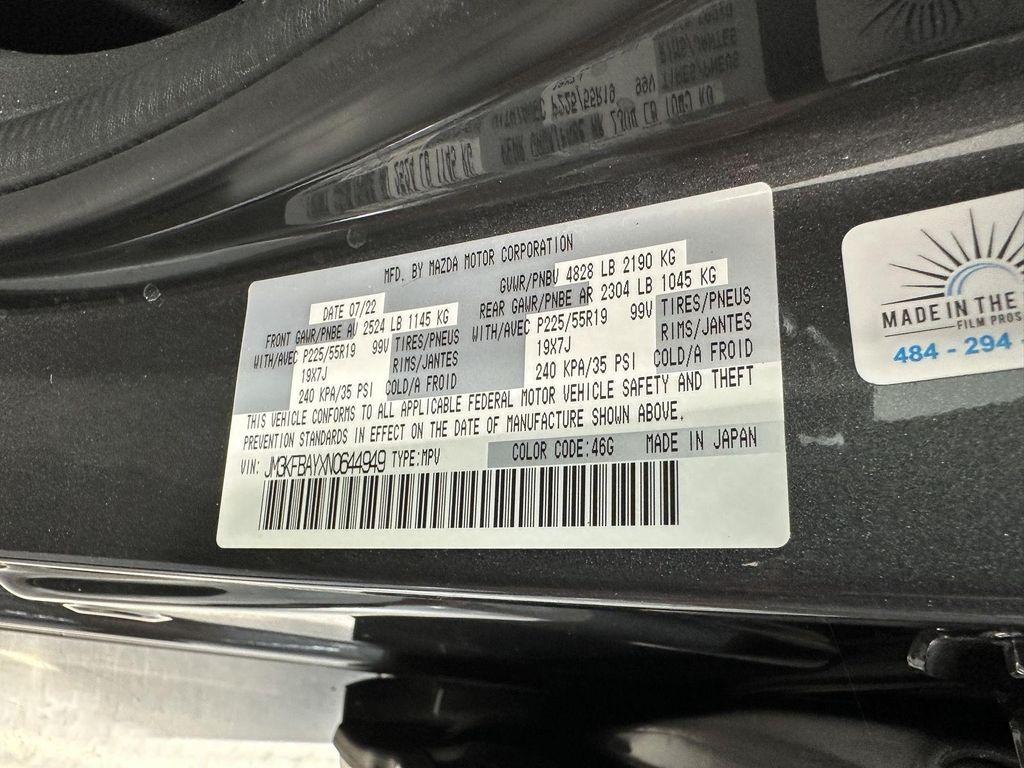 MFD. BY MAZDA MOTOR CORPORATION
DATE 07/22 GVWR/PNBV 4828 LB 2190 KG
FRONT GAWR/PNBE AV 2524 LB 1145 KG REAR GAWR/PNBE AR 2304 LB 1045 KG
WITH/AVEC P225/55R19 99V TIRES/PNEUS WITH/AVEC P225/55R19 99V TIRES/PNEUS
19X7J RIMS/JANTES 19X7J RIMS/JANTES
240 KPA/35 PSI COLD/A FROID 240 KPA/35 PSI COLD/A FROID
THIS VEHICLE CONFORMS TO ALL APPLICABLE FEDERAL MOTOR VEHICLE SAFETY AND THEFT
PREVENTION STANDARDS IN EFFECT ON THE DATE OF MANUFACTURE SHOWN ABOVE.
VIN: JM3KFBAYXN0644949 TYPE:MPV COLOR CODE:46G MADE IN JAPAN
MADE IN THE
FILM PROS
484 - 294 -